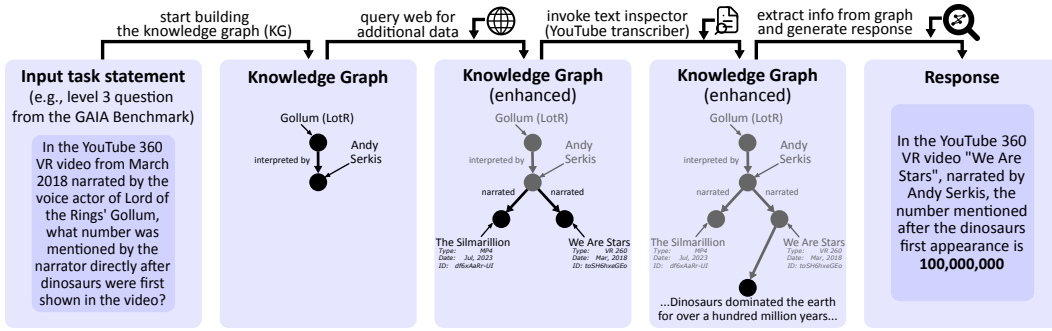 start building
the knowledge graph (KG)
query web for
additional data
invoke text inspector
(YouTube transcriber)
extract info from graph
and generate response
Input task statement
(e.g., level 3 question
from the GAIA Benchmark)
In the YouTube 360
VR video from March
2018 narrated by the
voice actor of Lord of
the Rings' Gollum,
what number was
mentioned by the
narrator directly after
dinosaurs were first
shown in the video?
Knowledge Graph
Gollum (LotR)
interpreted by
Andy
Serkis
Knowledge Graph
(enhanced)
Gollum (LotR)
interpreted by
Andy
Serkis
narrated
narrated
The Silmarillion
Type: MP4
Date: Jul, 2023
ID: df6xAaRr-UI
We Are Stars
Type: VR 260
Date: Mar, 2018
ID: toSH6hxeGEo
Knowledge Graph
(enhanced)
Gollum (LotR)
interpreted by
Andy
Serkis
narrated
narrated
The Silmarillion
Type: MP4
Date: Jul, 2023
ID: df6xAaRr-UI
We Are Stars
Type: VR 260
Date: Mar, 2018
ID: toSH6hxeGEo
...Dinosaurs dominated the earth
for over a hundred million years...
Response
In the YouTube 360
VR video "We Are
Stars", narrated by
Andy Serkis, the
number mentioned
after the dinosaurs
first appearance is
100,000,000